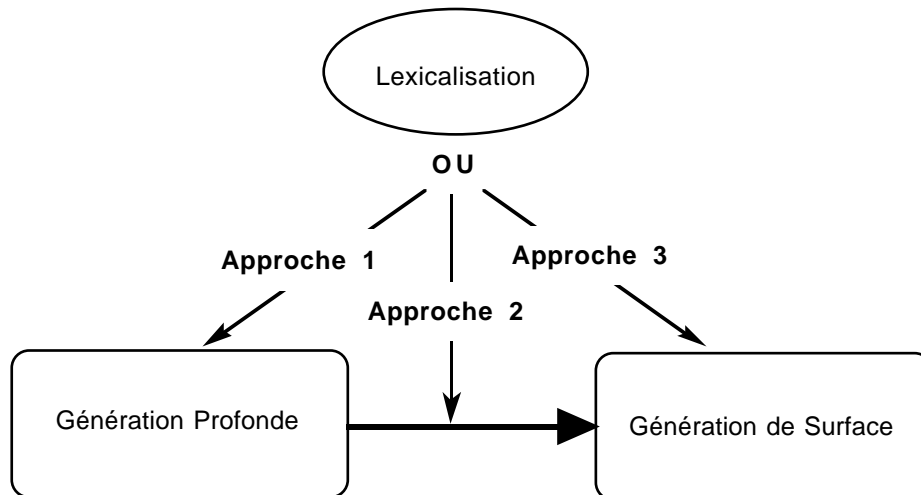 Lexicalisation
OU
Approche 1
Approche 3
Approche 2
Génération Profonde
Génération de Surface